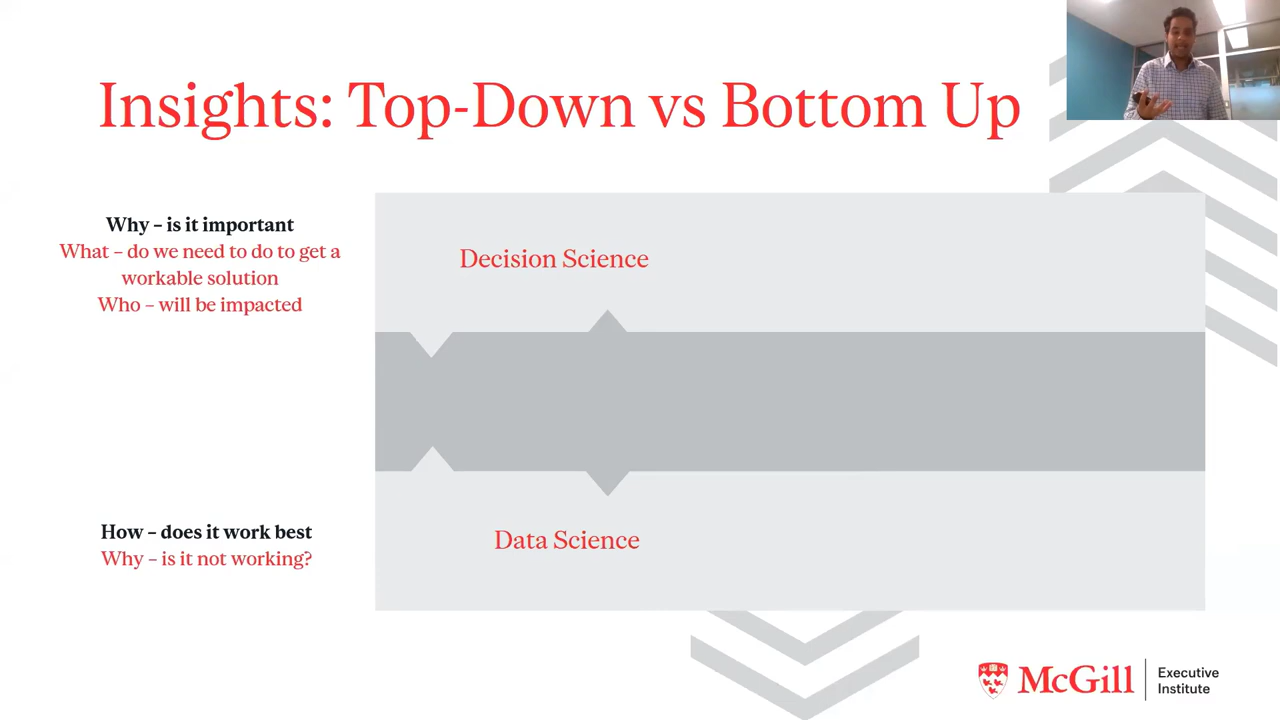 Insights: Top-Down vs Bottom Up
Why – is it important
What – do we need to do to get a
workable solution
Who – will be impacted
Decision Science
How – does it work best
Why – is it not working?
Data Science
McGill
Executive
Institute